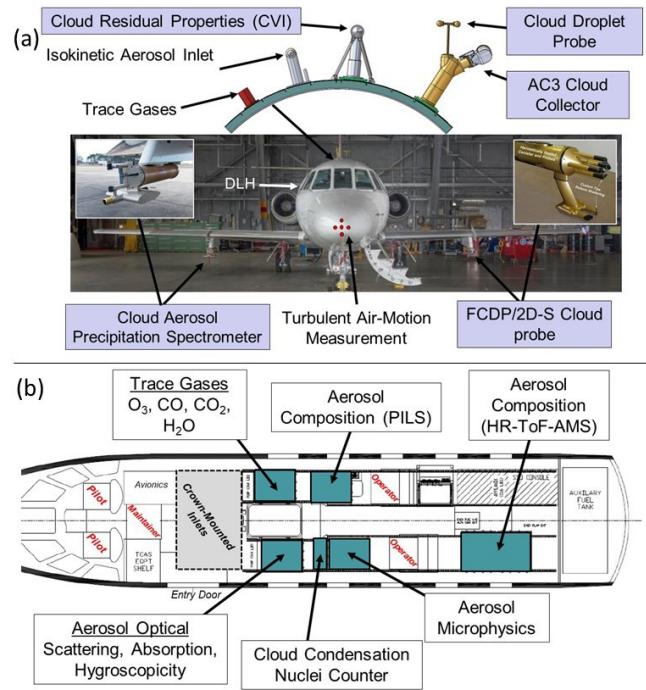 (a)
Cloud Residual Properties (CVI)
Isokinetic Aerosol Inlet
Trace Gases
Cloud Droplet
Probe
AC3 Cloud
Collector
DLH
Cloud Aerosol
Precipitation Spectrometer
Turbulent Air-Motion
Measurement
FCDP/2D-S Cloud
probe
(b)
Trace Gases
O₃, CO, CO₂,
H₂O
Aerosol
Composition (PILS)
Aerosol
Composition
(HR-ToF-AMS)
Pilot
Pilot
Avionics
Maintainer
TCAS
EQPT
SHELF
Crown-Mounted
Inlets
Entry Door
Operator
Operator
AUXILARY FUEL
TANK
Aerosol Optical
Scattering, Absorption,
Hygroscopicity
Cloud Condensation
Nuclei Counter
Aerosol
Microphysics